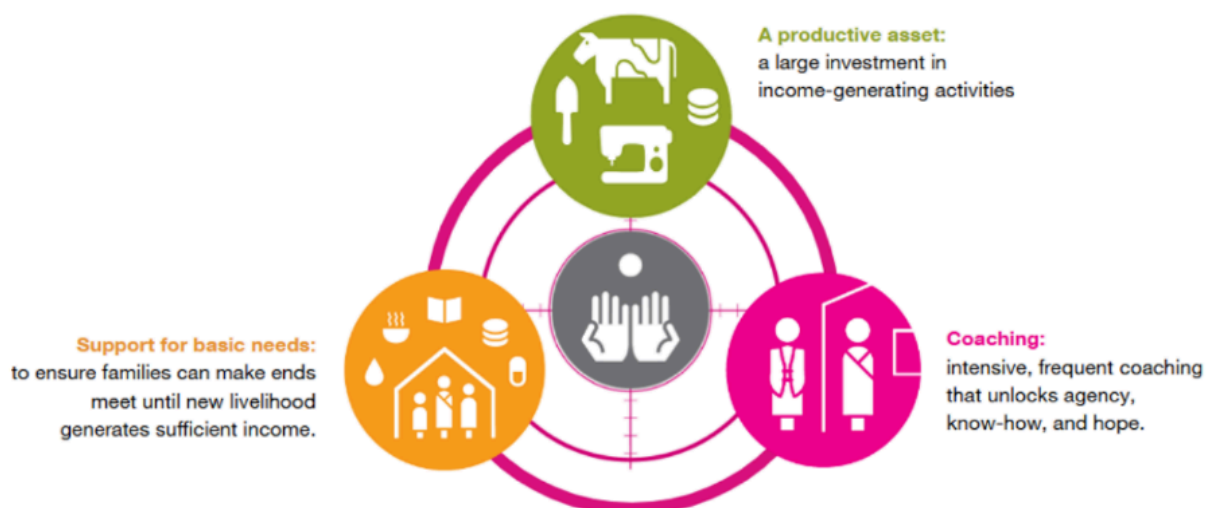 A productive asset:
a large investment in
income-generating activities
Support for basic needs:
to ensure families can make ends
meet until new livelihood
generates sufficient income.
Coaching:
intensive, frequent coaching
that unlocks agency,
know-how, and hope.